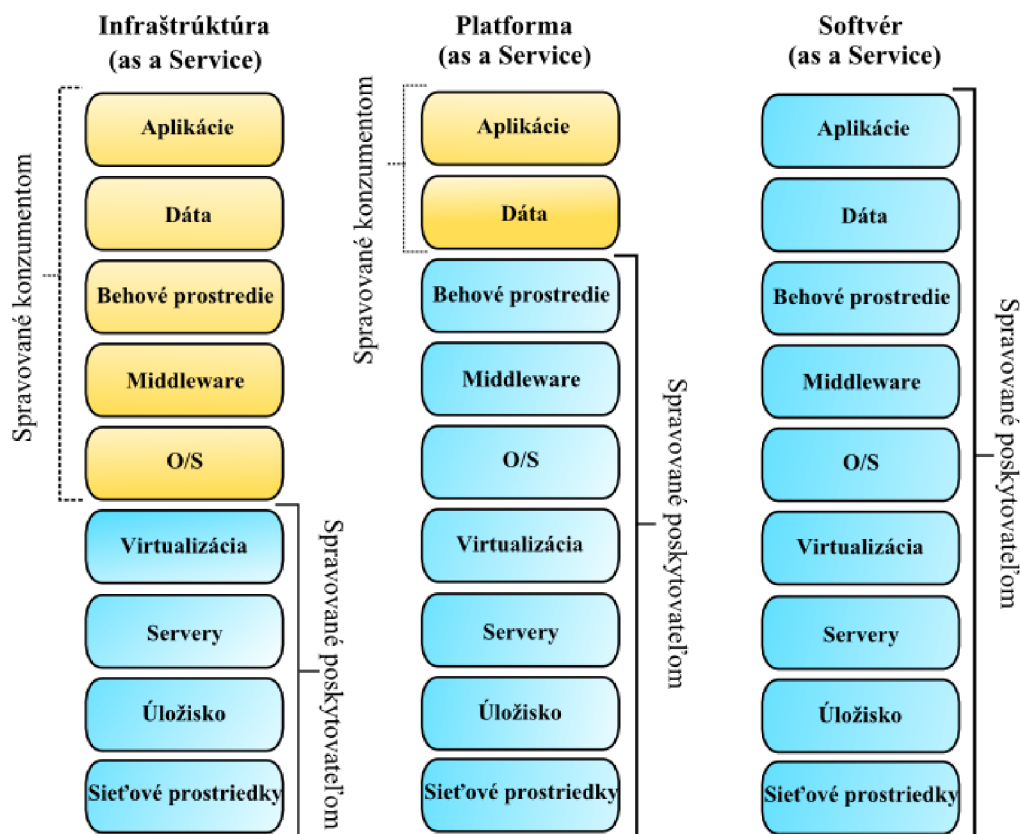 Infraštrúktúra
(as a Service)
Spravované konzumentom
Aplikácie
Dáta
Behové prostredie
Middleware
O/S
Virtualizácia
Servery
Úložisko
Sieťové prostriedky
Spravované poskytovateľom
Platforma
(as a Service)
Spravované konzumentom
Aplikácie
Dáta
Behové prostredie
Middleware
O/S
Virtualizácia
Servery
Úložisko
Sieťové prostriedky
Spravované poskytovateľom
Softvér
(as a Service)
Aplikácie
Dáta
Behové prostredie
Middleware
O/S
Virtualizácia
Servery
Úložisko
Sieťové prostriedky
Spravované poskytovateľom